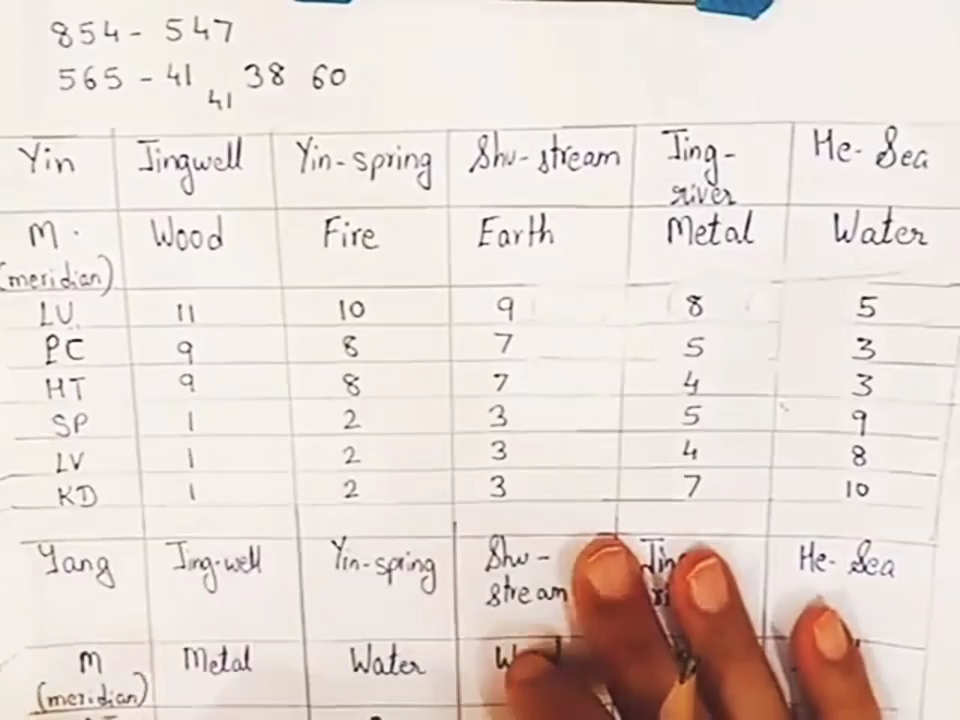 854 - 547
565 - 41 41 38 60
Yin Jingwell Yin-spring Shu-stream Jing-river He-Sea
M. (meridian) Wood Fire Earth Metal Water
LU 11 10 9 8 5
PC 9 8 7 5 3
HT 9 8 7 4 3
SP 1 2 3 5 9
LV 1 2 3 4 8
KD 1 2 3 7 10
Yang Jing-well Yin-spring Shu-stream He-Sea
M (meridian) Metal Water